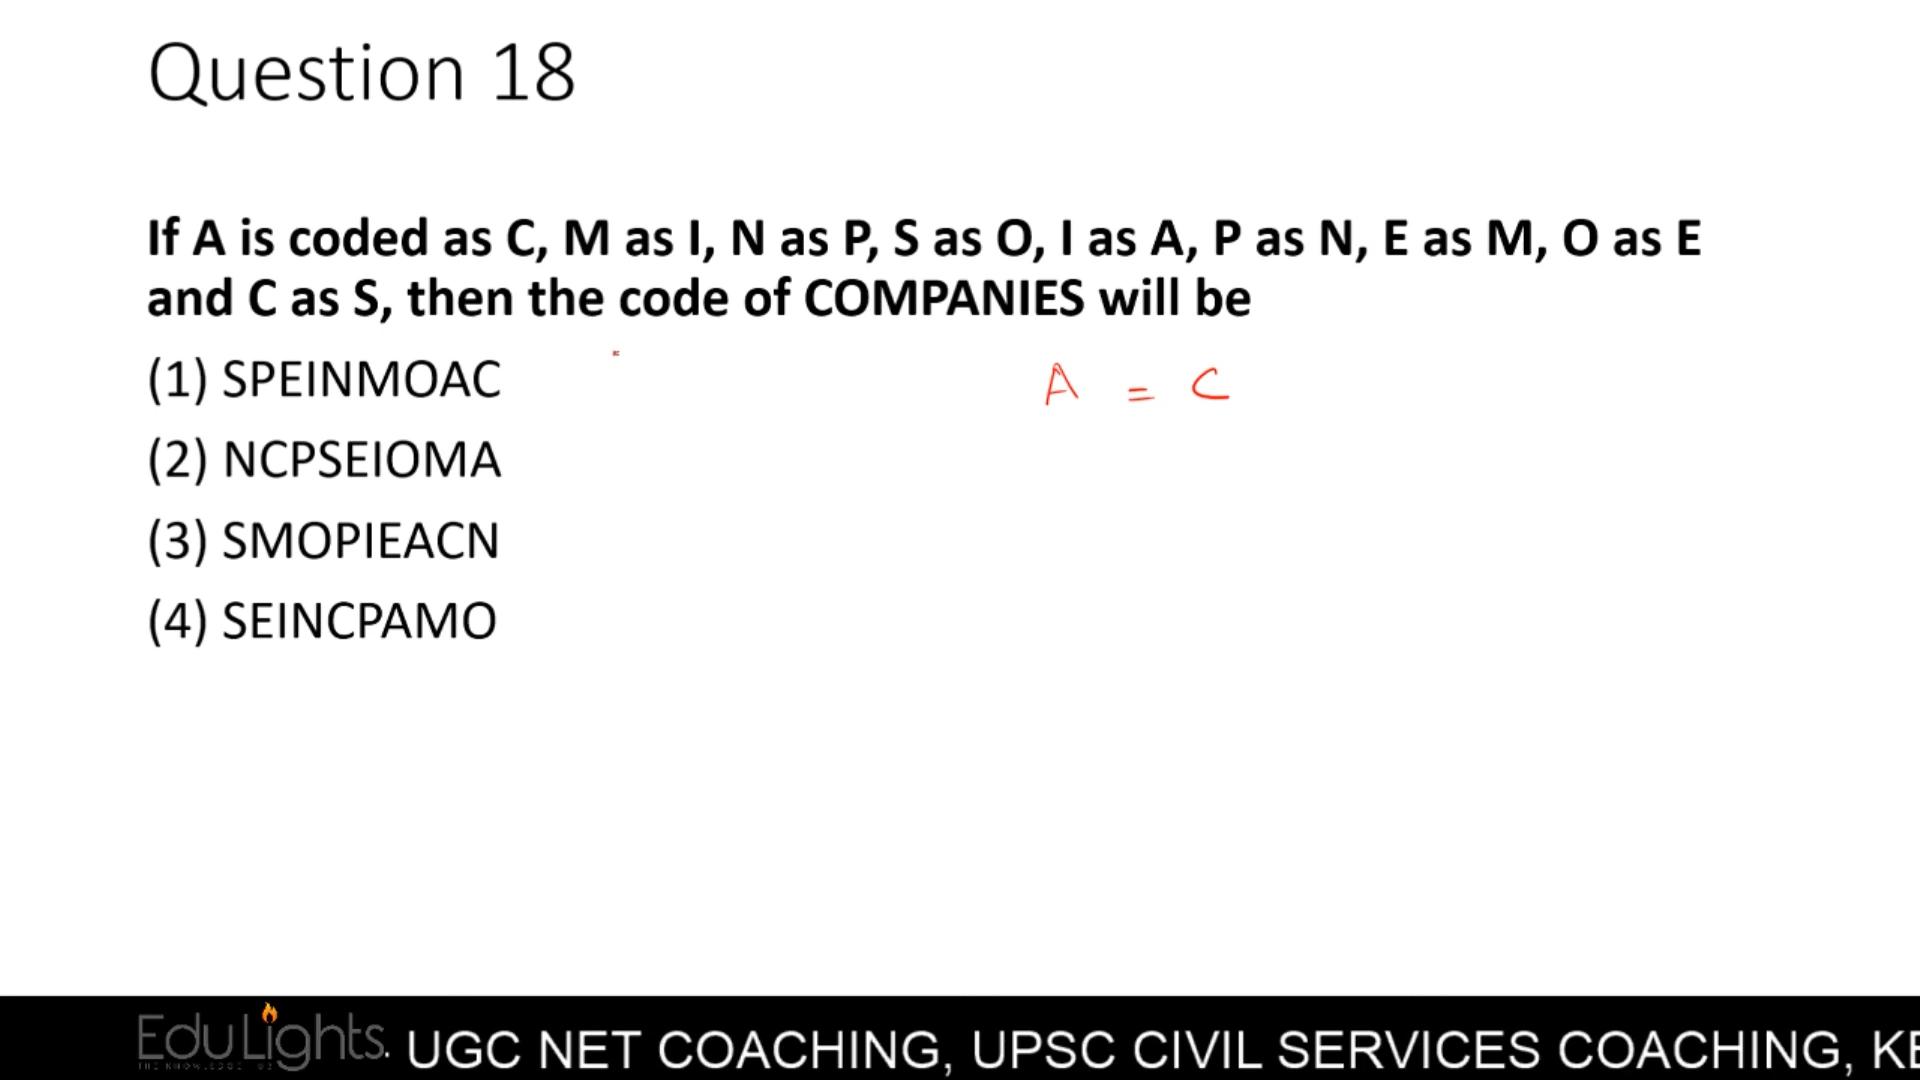 Question 18
If A is coded as C, M as I, N as P, S as O, I as A, P as N, E as M, O as E
and C as S, then the code of COMPANIES will be
(1) SPEINMOAC
A = C
(2) NCPSEIOMA
(3) SMOPIEACN
(4) SEINCPAMO
EduLights. UGC NET COACHING, UPSC CIVIL SERVICES COACHING, KE